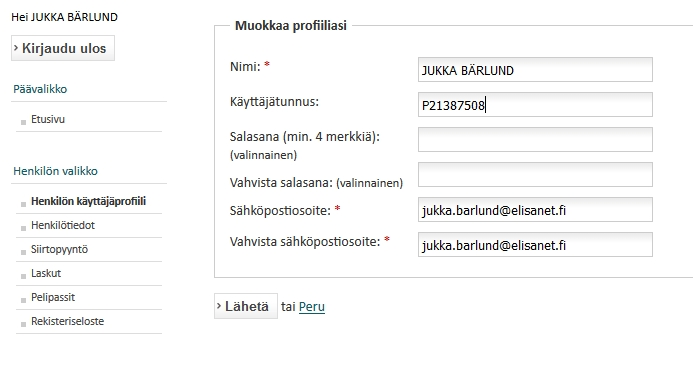 Hei JUKKA BÄRLUND
› Kirjaudu ulos
Päävalikko
Etusivu
Henkilön valikko
Henkilön käyttäjäprofiili
Henkilötiedot
Siirtopyyntö
Laskut
Pelipassit
Rekisteriseloste
Muokkaa profiiliasi
Nimi: * JUKKA BÄRLUND
Käyttäjätunnus: P21387508
Salasana (min. 4 merkkiä):
(valinnainen)
Vahvista salasana: (valinnainen)
Sähköpostiosoite: * jukka.barlund@elisanet.fi
Vahvista sähköpostiosoite: * jukka.barlund@elisanet.fi
› Lähetä tai Peru